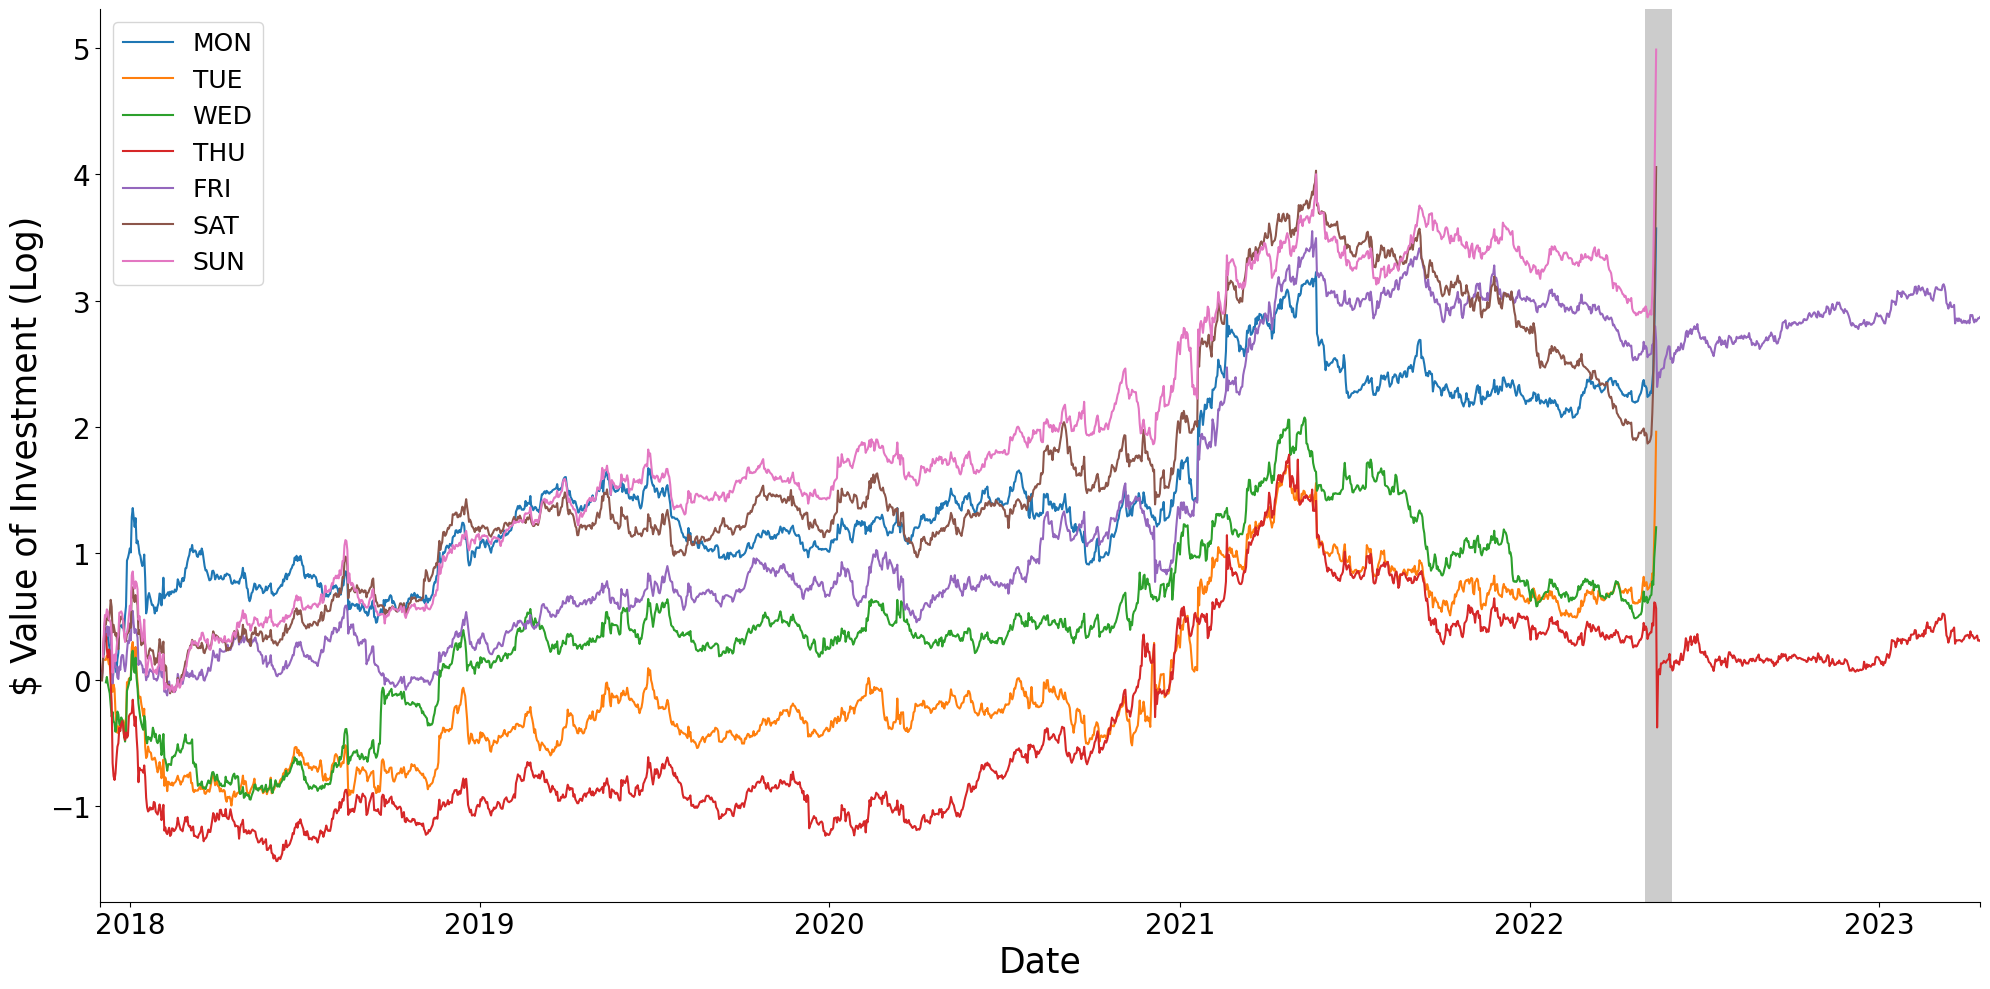 $ Value of Investment (Log)
5
4
3
2
1
0
−1
MON
TUE
WED
THU
FRI
SAT
SUN
2018 2019 2020 2021 2022 2023
Date